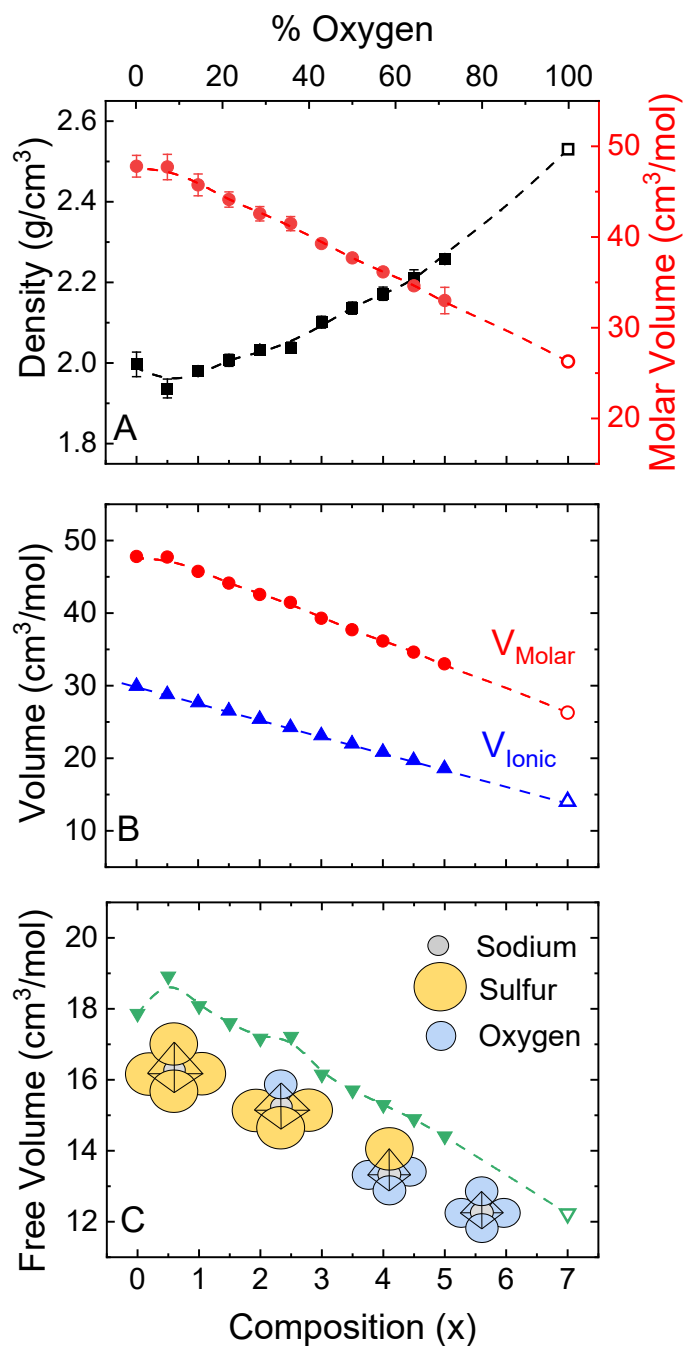 % Oxygen
0 20 40 60 80 100
2.6
2.4
2.2
2.0
1.8
Density (g/cm³)
50
40
30
20
Molar Volume (cm³/mol)
A
50
40
30
20
10
Volume (cm³/mol)
V_Molar
V_Ionic
B
20
18
16
14
12
Free Volume (cm³/mol)
Sodium
Sulfur
Oxygen
C
0 1 2 3 4 5 6 7
Composition (x)